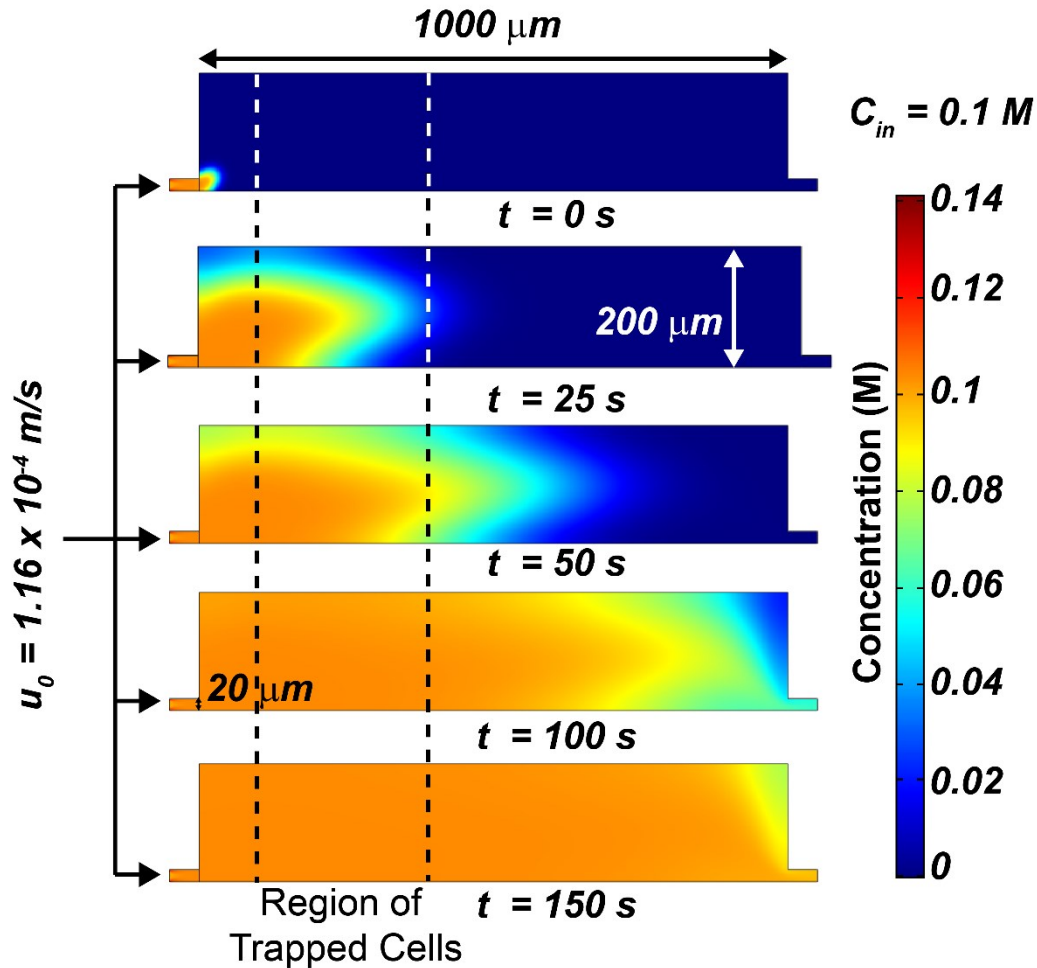 1000 μm
C_in = 0.1 M
t = 0 s
0.14
200 μm
0.12
t = 25 s
0.1
u_0 = 1.16 x 10^-4 m/s
Concentration (M)
0.08
t = 50 s
0.06
20 μm
0.04
t = 100 s
0.02
0
Region of
Trapped Cells
t = 150 s